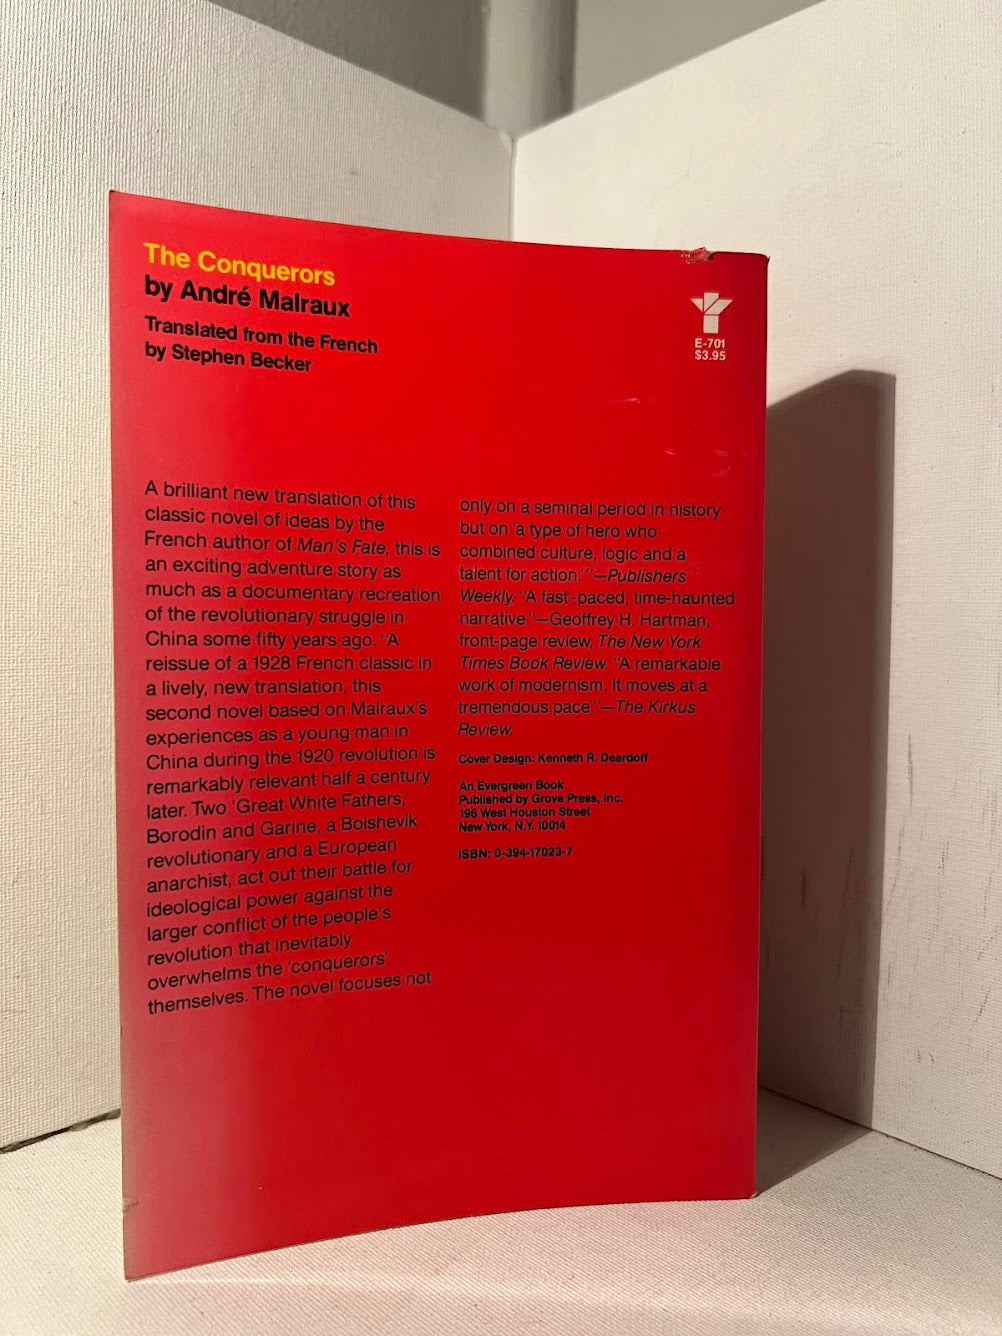 The Conquerors
by André Malraux
Translated from the French
by Stephen Becker
E-701
$3.95
A brilliant new translation of this
classic novel of ideas by the
French author of Man's Fate, this is
an exciting adventure story as
much as a documentary recreation
of the revolutionary struggle in
China some fifty years ago. "A
reissue of a 1928 French classic in
a lively, new translation, this
second novel based on Malraux's
experiences as a young man in
China during the 1920 revolution is
remarkably relevant half a century
later. Two 'Great White Fathers,'
Borodin and Garine, a Bolshevik
revolutionary and a European
anarchist, act out their battle for
ideological power against the
larger conflict of the people's
revolution that inevitably
overwhelms the 'conquerors'
themselves. The novel focuses not
only on a seminal period in history
but on 'a type of hero who
combined culture, logic and a
talent for action.'"—Publishers
Weekly. "A fast-paced, time-haunted
narrative."—Geoffrey H. Hartman,
front-page review, The New York
Times Book Review. "A remarkable
work of modernism. It moves at a
tremendous pace."—The Kirkus
Review.
Cover Design: Kenneth R. Deardoff
An Evergreen Book
Published by Grove Press, Inc.
196 West Houston Street
New York, N.Y. 10014
ISBN: 0-394-17023-7